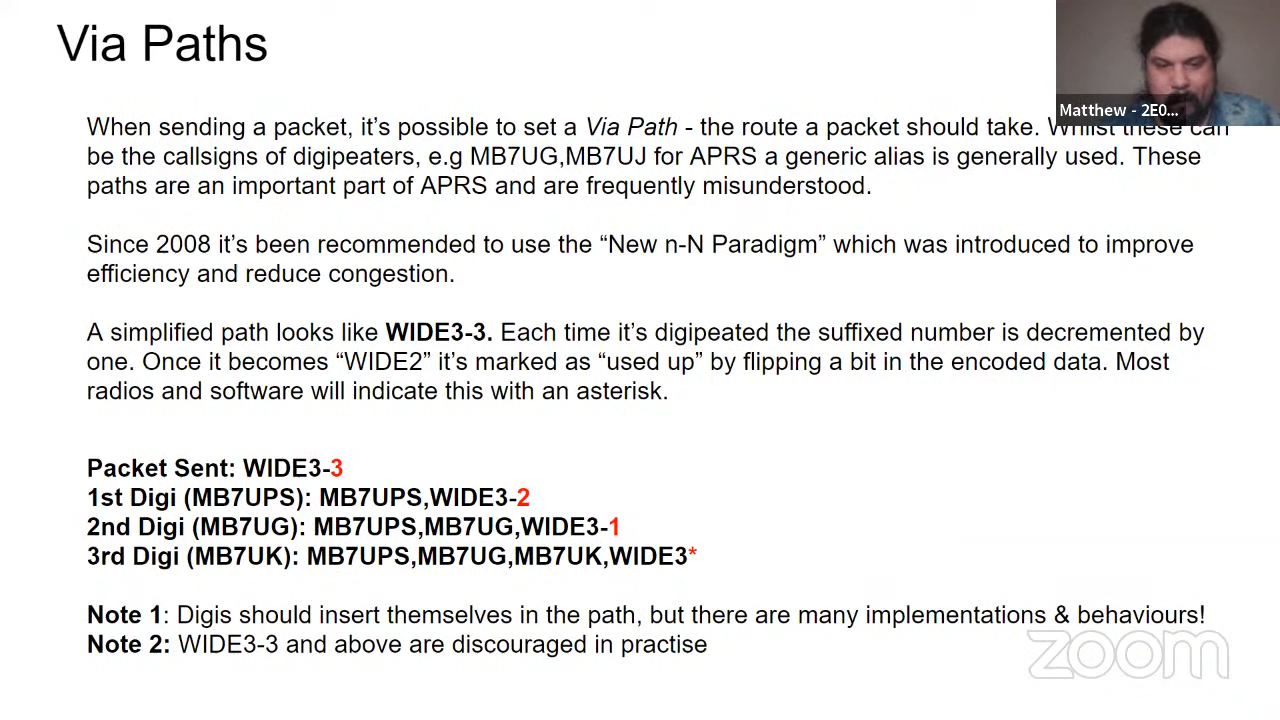 Via Paths
Matthew - 2E0...
When sending a packet, it's possible to set a Via Path - the route a packet should take. Whilst these can
be the callsigns of digipeaters, e.g MB7UG,MB7UJ for APRS a generic alias is generally used. These
paths are an important part of APRS and are frequently misunderstood.
Since 2008 it's been recommended to use the “New n-N Paradigm” which was introduced to improve
efficiency and reduce congestion.
A simplified path looks like WIDE3-3. Each time it's digipeated the suffixed number is decremented by
one. Once it becomes “WIDE2” it's marked as “used up” by flipping a bit in the encoded data. Most
radios and software will indicate this with an asterisk.
Packet Sent: WIDE3-3
1st Digi (MB7UPS): MB7UPS,WIDE3-2
2nd Digi (MB7UG): MB7UPS,MB7UG,WIDE3-1
3rd Digi (MB7UK): MB7UPS,MB7UG,MB7UK,WIDE3*
Note 1: Digis should insert themselves in the path, but there are many implementations & behaviours!
Note 2: WIDE3-3 and above are discouraged in practise
zoom